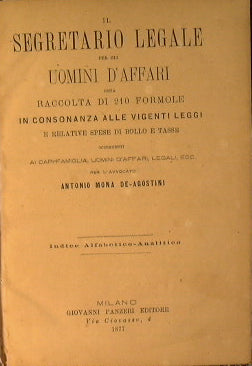 IL
SEGRETARIO LEGALE
PER GLI
UOMINI D'AFFARI
OSSIA
RACCOLTA DI 210 FORMOLE
IN CONSONANZA ALLE VIGENTI LEGGI
E RELATIVE SPESE DI BOLLO E TASSE
OCCORRENTI
AI CAPI-FAMIGLIA, UOMINI D'AFFARI, LEGALI, ECC.
PER L'AVVOCATO
ANTONIO MONA DE-AGOSTINI
Indice Alfabetico-Analitico
MILANO
GIOVANNI PANZERI EDITORE
Via Ciovasso, 4
1877